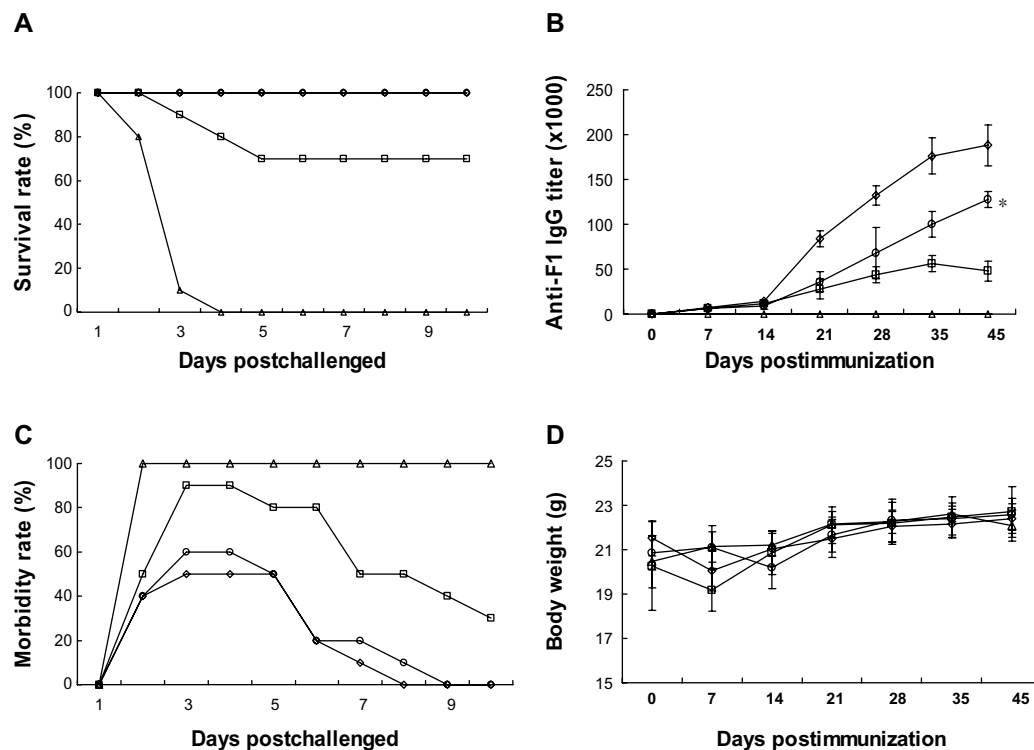 A
Survival rate (%)
100
80
60
40
20
0
1 3 5 7 9
Days postchallenged
B
Anti-F1 IgG titer (x1000)
250
200
150
100
50
0
*
0 7 14 21 28 35 45
Days postimmunization
C
Morbidity rate (%)
100
80
60
40
20
0
1 3 5 7 9
Days postchallenged
D
Body weight (g)
25
23
21
19
17
15
0 7 14 21 28 35 45
Days postimmunization